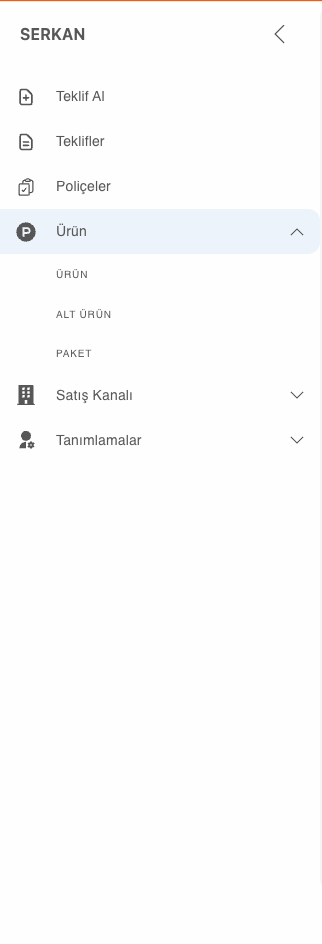 SERKAN
Teklif Al
Teklifler
Poliçeler
P Ürün
ÜRÜN
ALT ÜRÜN
PAKET
Satış Kanalı
Tanımlamalar